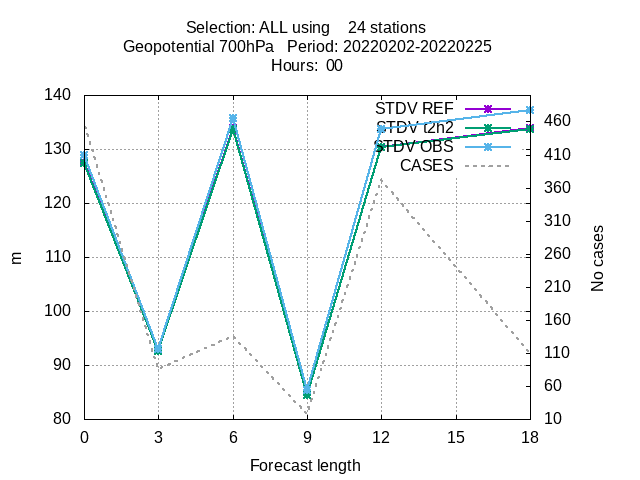 Selection: ALL using    24 stations
Geopotential 700hPa   Period: 20220202-20220225
Hours:  00
140
130
120
110
100
90
80
m
STDV REF
STDV t2h2
STDV OBS
CASES
460
410
360
310
260
210
160
110
60
10
No cases
0 3 6 9 12 15 18
Forecast length